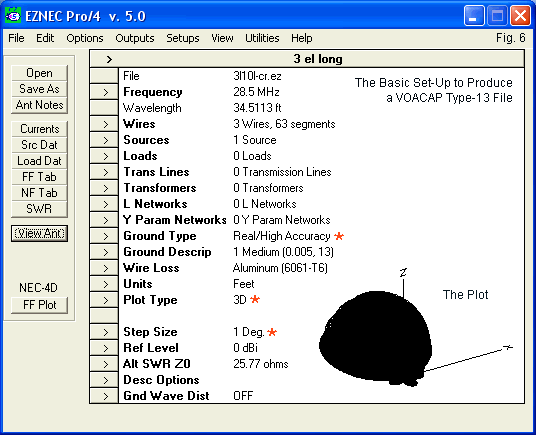 EZNEC Pro/4 v. 5.0
File Edit Options Outputs Setups View Utilities Help Fig. 6
Open
Save As
Ant Notes
Currents
Src Dat
Load Dat
FF Tab
NF Tab
SWR
View Ant
NEC-4D
FF Plot
> 3 el long
File 3l10l-cr.ez
> Frequency 28.5 MHz
Wavelength 34.5113 ft
> Wires 3 Wires, 63 segments
> Sources 1 Source
> Loads 0 Loads
> Trans Lines 0 Transmission Lines
> Transformers 0 Transformers
> L Networks 0 L Networks
> Y Param Networks 0 Y Param Networks
> Ground Type Real/High Accuracy *
> Ground Descrip 1 Medium (0.005, 13)
> Wire Loss Aluminum (6061-T6)
> Units Feet
> Plot Type 3D *
> Step Size 1 Deg. *
> Ref Level 0 dBi
> Alt SWR Z0 25.77 ohms
> Desc Options
> Gnd Wave Dist OFF
The Basic Set-Up to Produce
a VOACAP Type-13 File
Z
The Plot
X